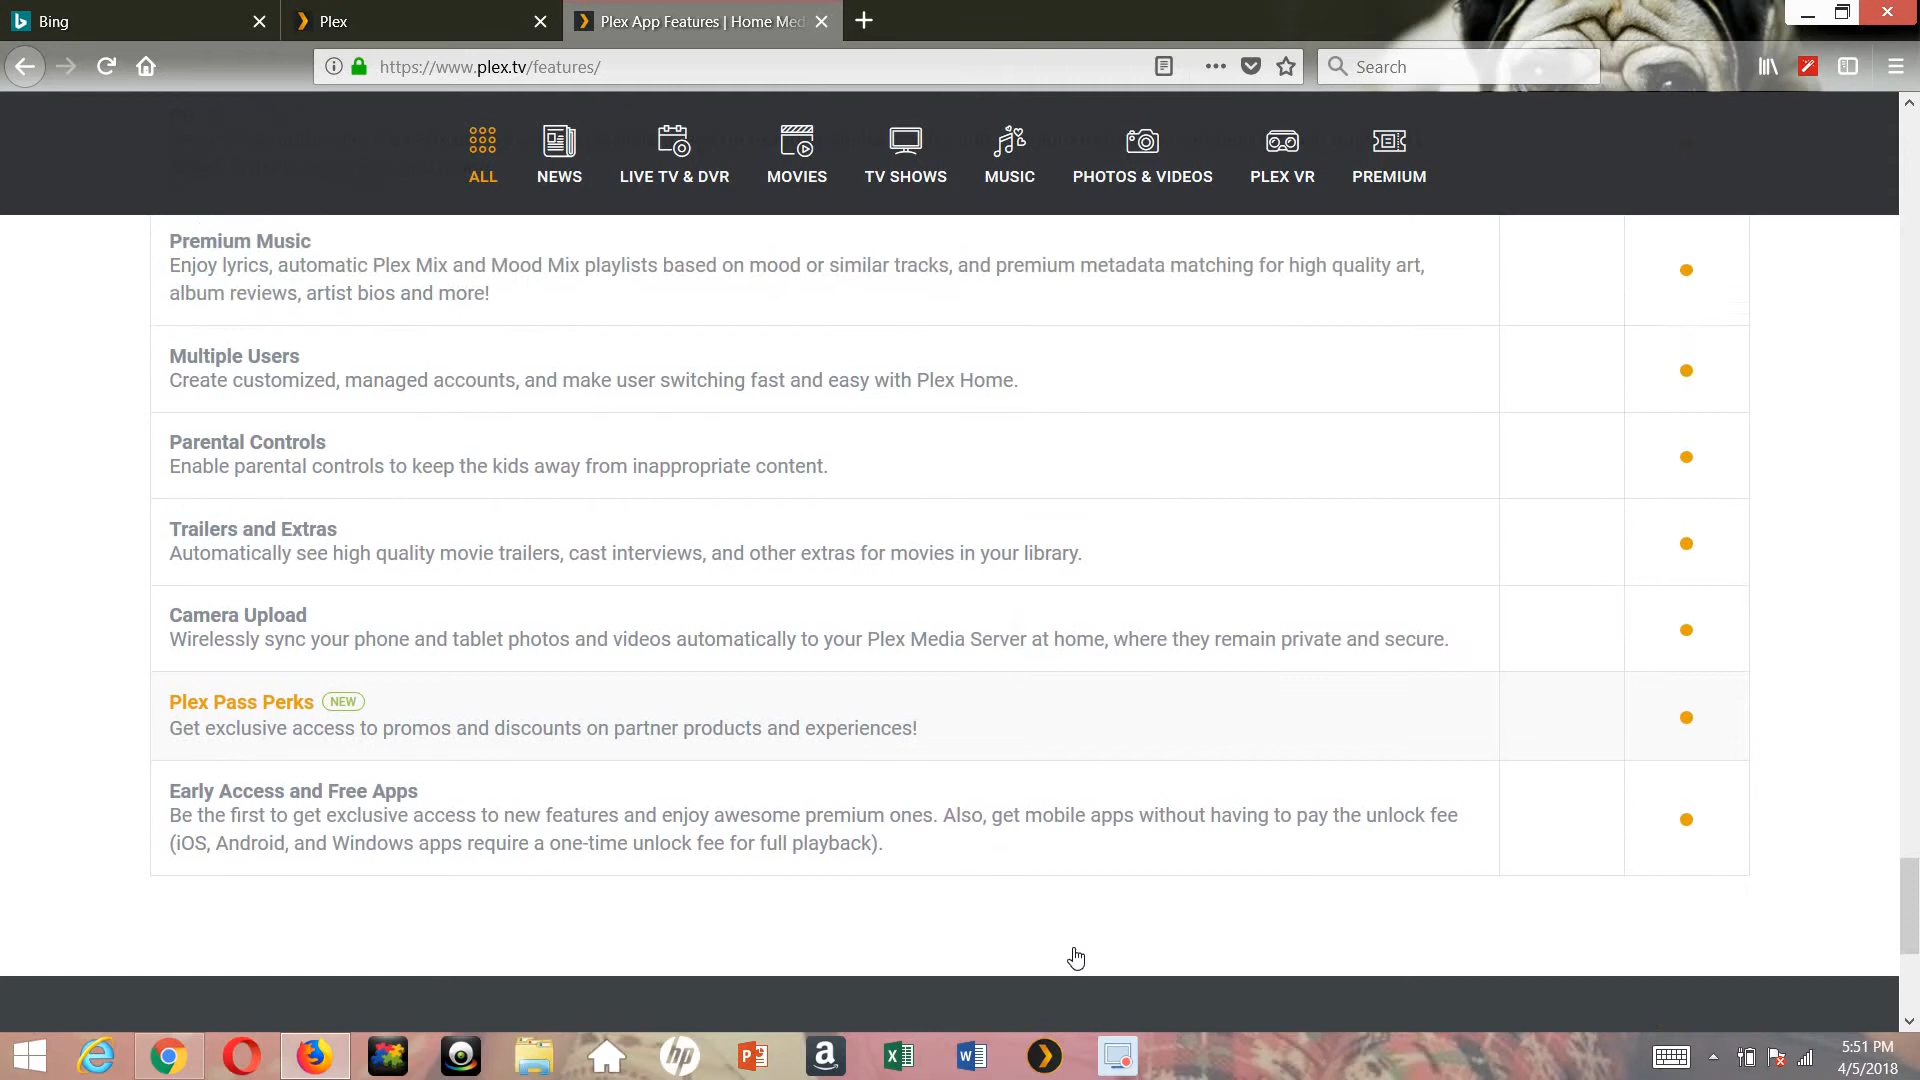 Bing
Plex
Plex App Features | Home Med
https://www.plex.tv/features/
Search
ALL
NEWS
LIVE TV & DVR
MOVIES
TV SHOWS
MUSIC
PHOTOS & VIDEOS
PLEX VR
PREMIUM
Premium Music
Enjoy lyrics, automatic Plex Mix and Mood Mix playlists based on mood or similar tracks, and premium metadata matching for high quality art,
album reviews, artist bios and more!
Multiple Users
Create customized, managed accounts, and make user switching fast and easy with Plex Home.
Parental Controls
Enable parental controls to keep the kids away from inappropriate content.
Trailers and Extras
Automatically see high quality movie trailers, cast interviews, and other extras for movies in your library.
Camera Upload
Wirelessly sync your phone and tablet photos and videos automatically to your Plex Media Server at home, where they remain private and secure.
Plex Pass Perks NEW
Get exclusive access to promos and discounts on partner products and experiences!
Early Access and Free Apps
Be the first to get exclusive access to new features and enjoy awesome premium ones. Also, get mobile apps without having to pay the unlock fee
(iOS, Android, and Windows apps require a one-time unlock fee for full playback).
5:51 PM
4/5/2018